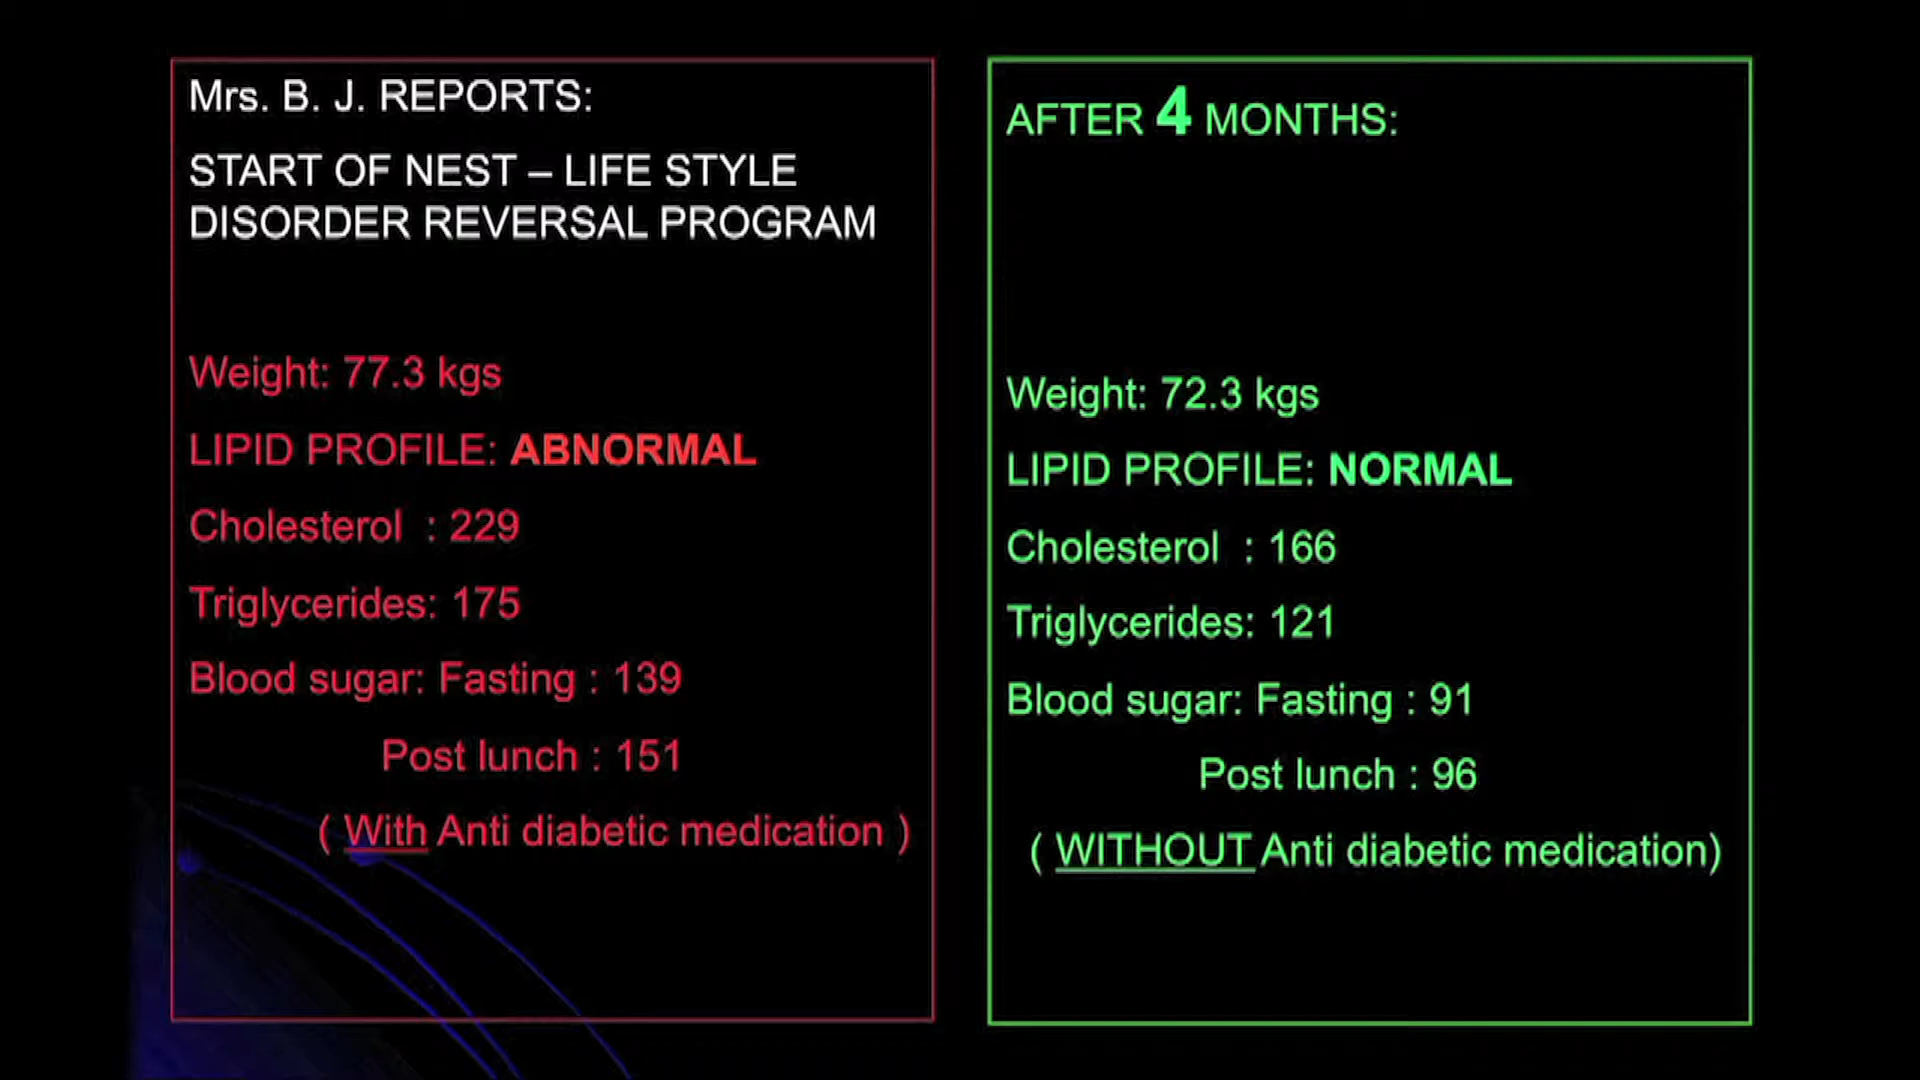 Mrs. B. J. REPORTS:
START OF NEST – LIFE STYLE
DISORDER REVERSAL PROGRAM
Weight: 77.3 kgs
LIPID PROFILE: ABNORMAL
Cholesterol : 229
Triglycerides: 175
Blood sugar: Fasting : 139
Post lunch : 151
( With Anti diabetic medication )
AFTER 4 MONTHS:
Weight: 72.3 kgs
LIPID PROFILE: NORMAL
Cholesterol : 166
Triglycerides: 121
Blood sugar: Fasting : 91
Post lunch : 96
( WITHOUT Anti diabetic medication)